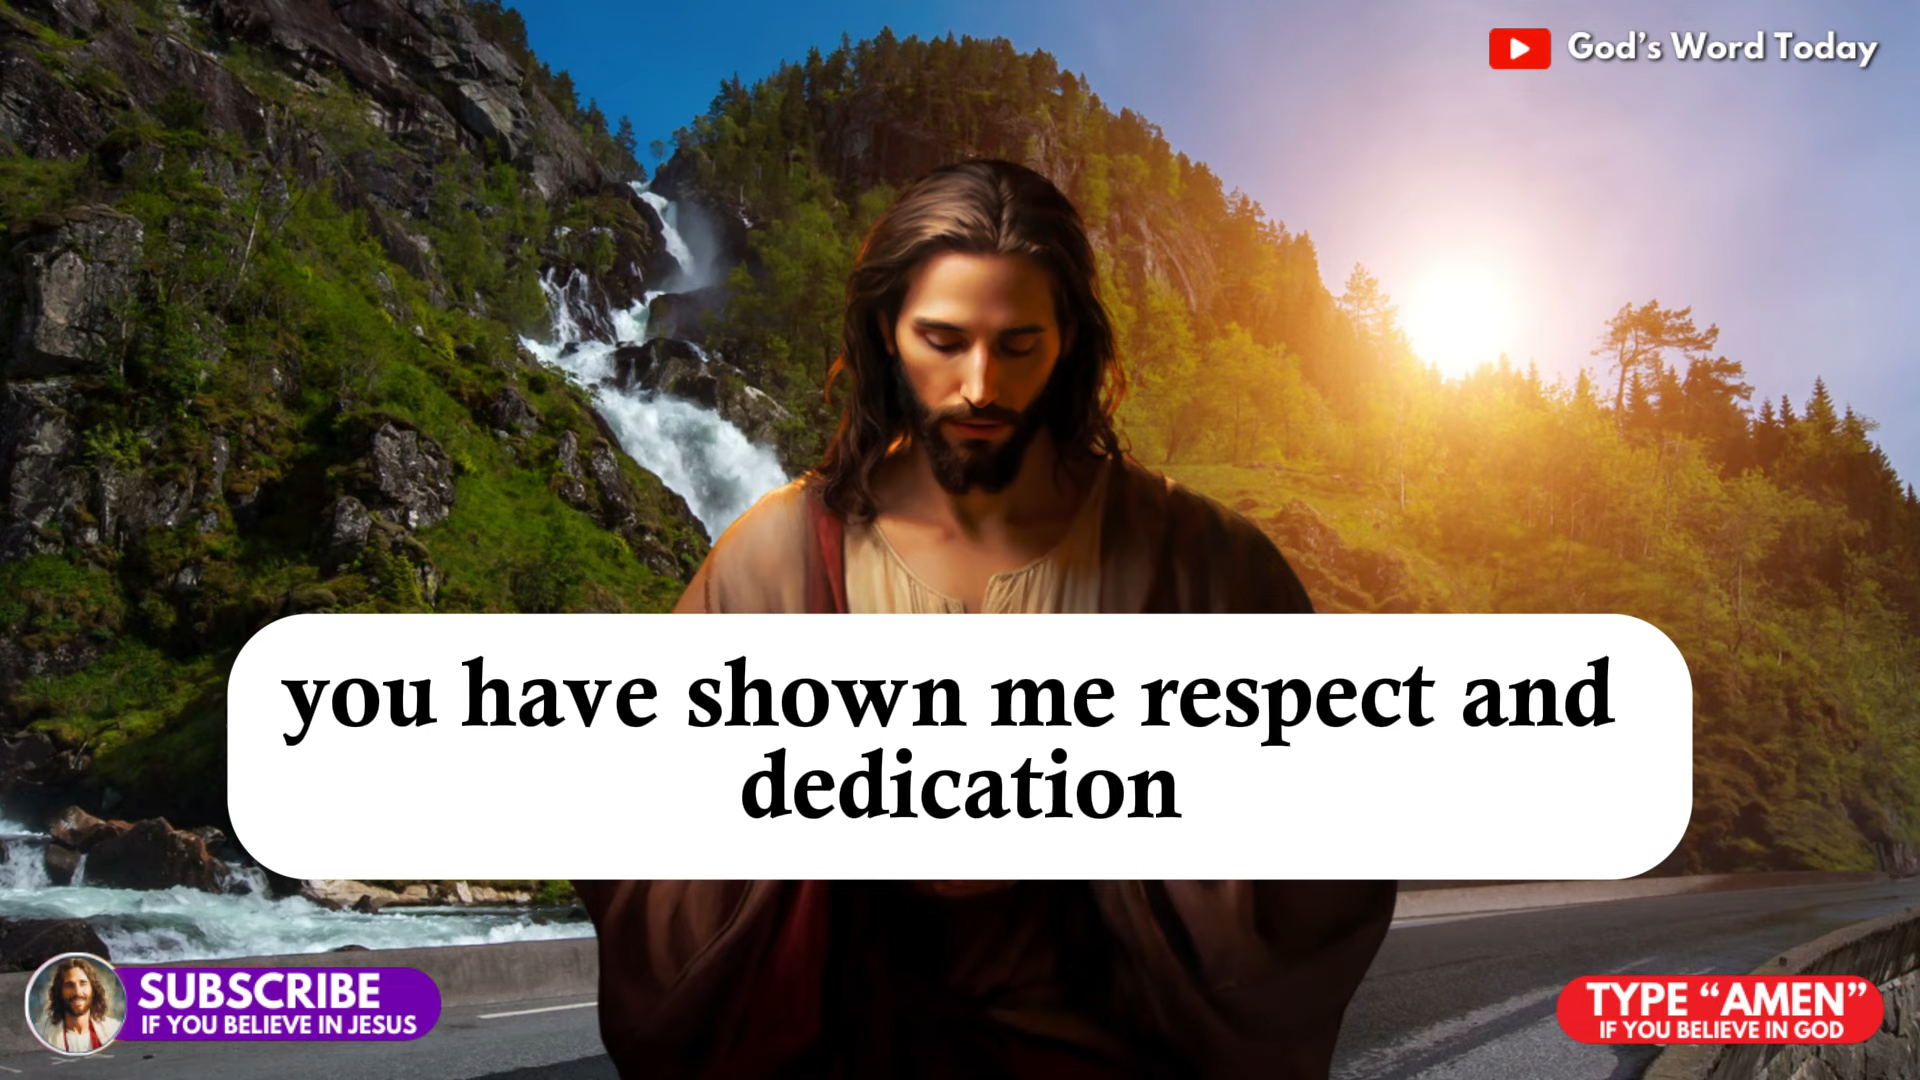 God's Word Today
you have shown me respect and
dedication
SUBSCRIBE
IF YOU BELIEVE IN JESUS
TYPE “AMEN”
IF YOU BELIEVE IN GOD